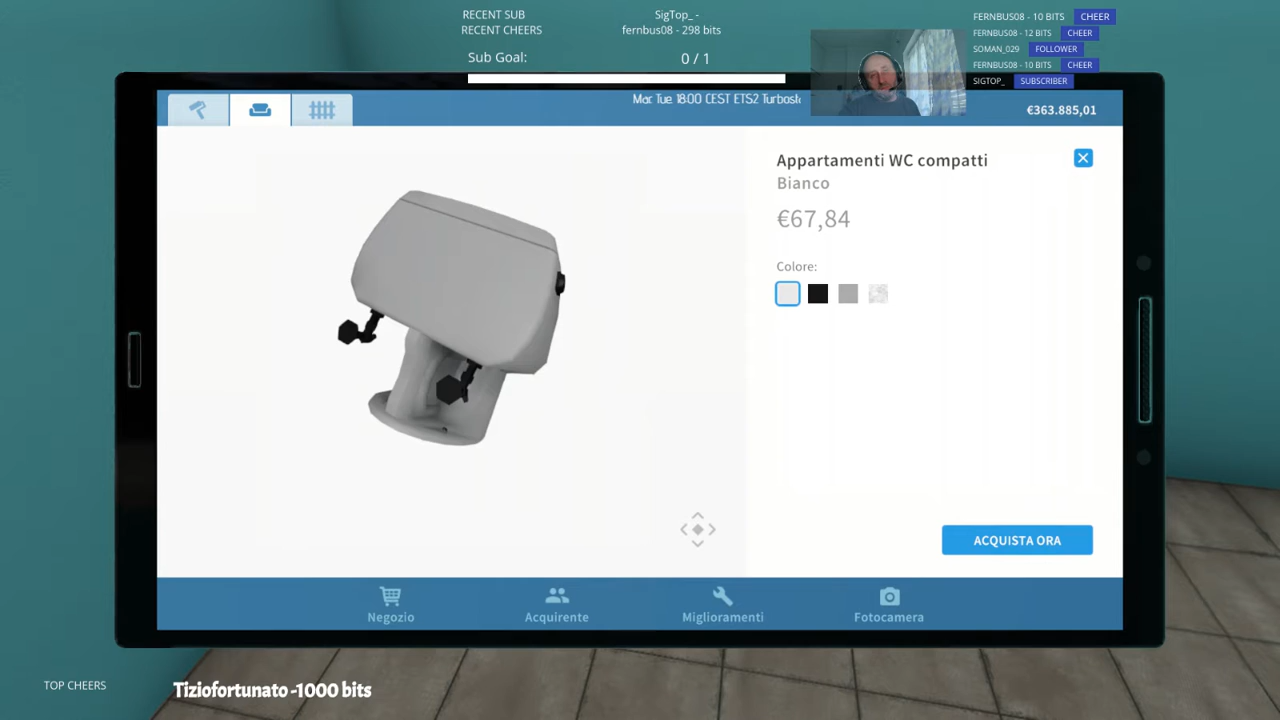 RECENT SUB
SigTop_ -
RECENT CHEERS
fernbus08 - 298 bits
Sub Goal:
0 / 1
FERNBUS08 - 10 BITS CHEER
FERNBUS08 - 12 BITS CHEER
SOMAN_029 FOLLOWER
FERNBUS08 - 10 BITS CHEER
SIGTOP_ SUBSCRIBER
Mar. Tue. 18:00 CEST ETS2
€363.885,01
Appartamenti WC compatti
Bianco
€67,84
Colore:
ACQUISTA ORA
Negozio
Acquirente
Miglioramenti
Fotocamera
TOP CHEERS
Tiziofortunato -1000 bits